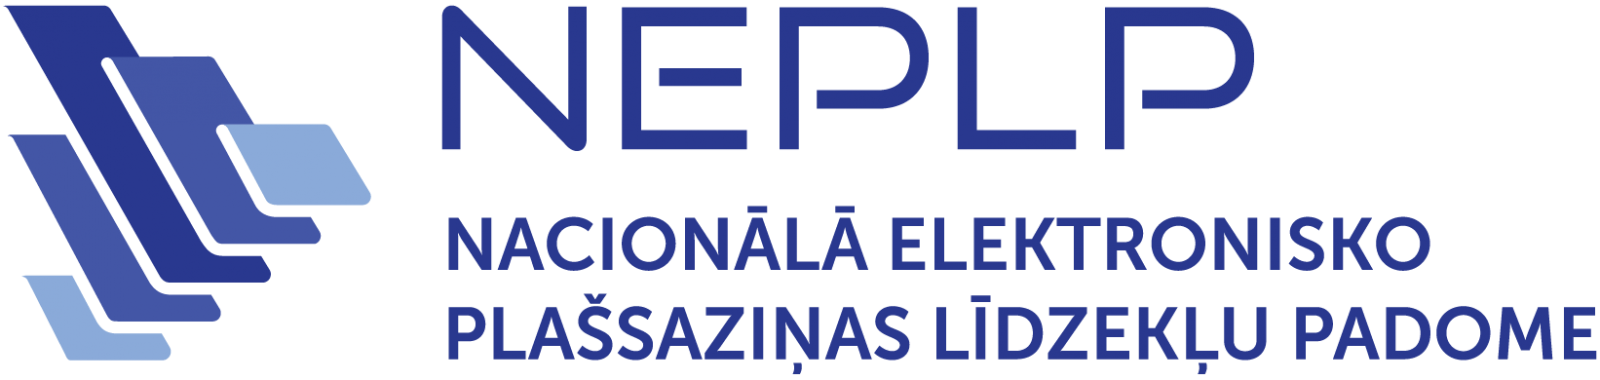 NEPLP
NACIONĀLĀ ELEKTRONISKO
PLAŠSAZIŅAS LĪDZEKĻU PADOME